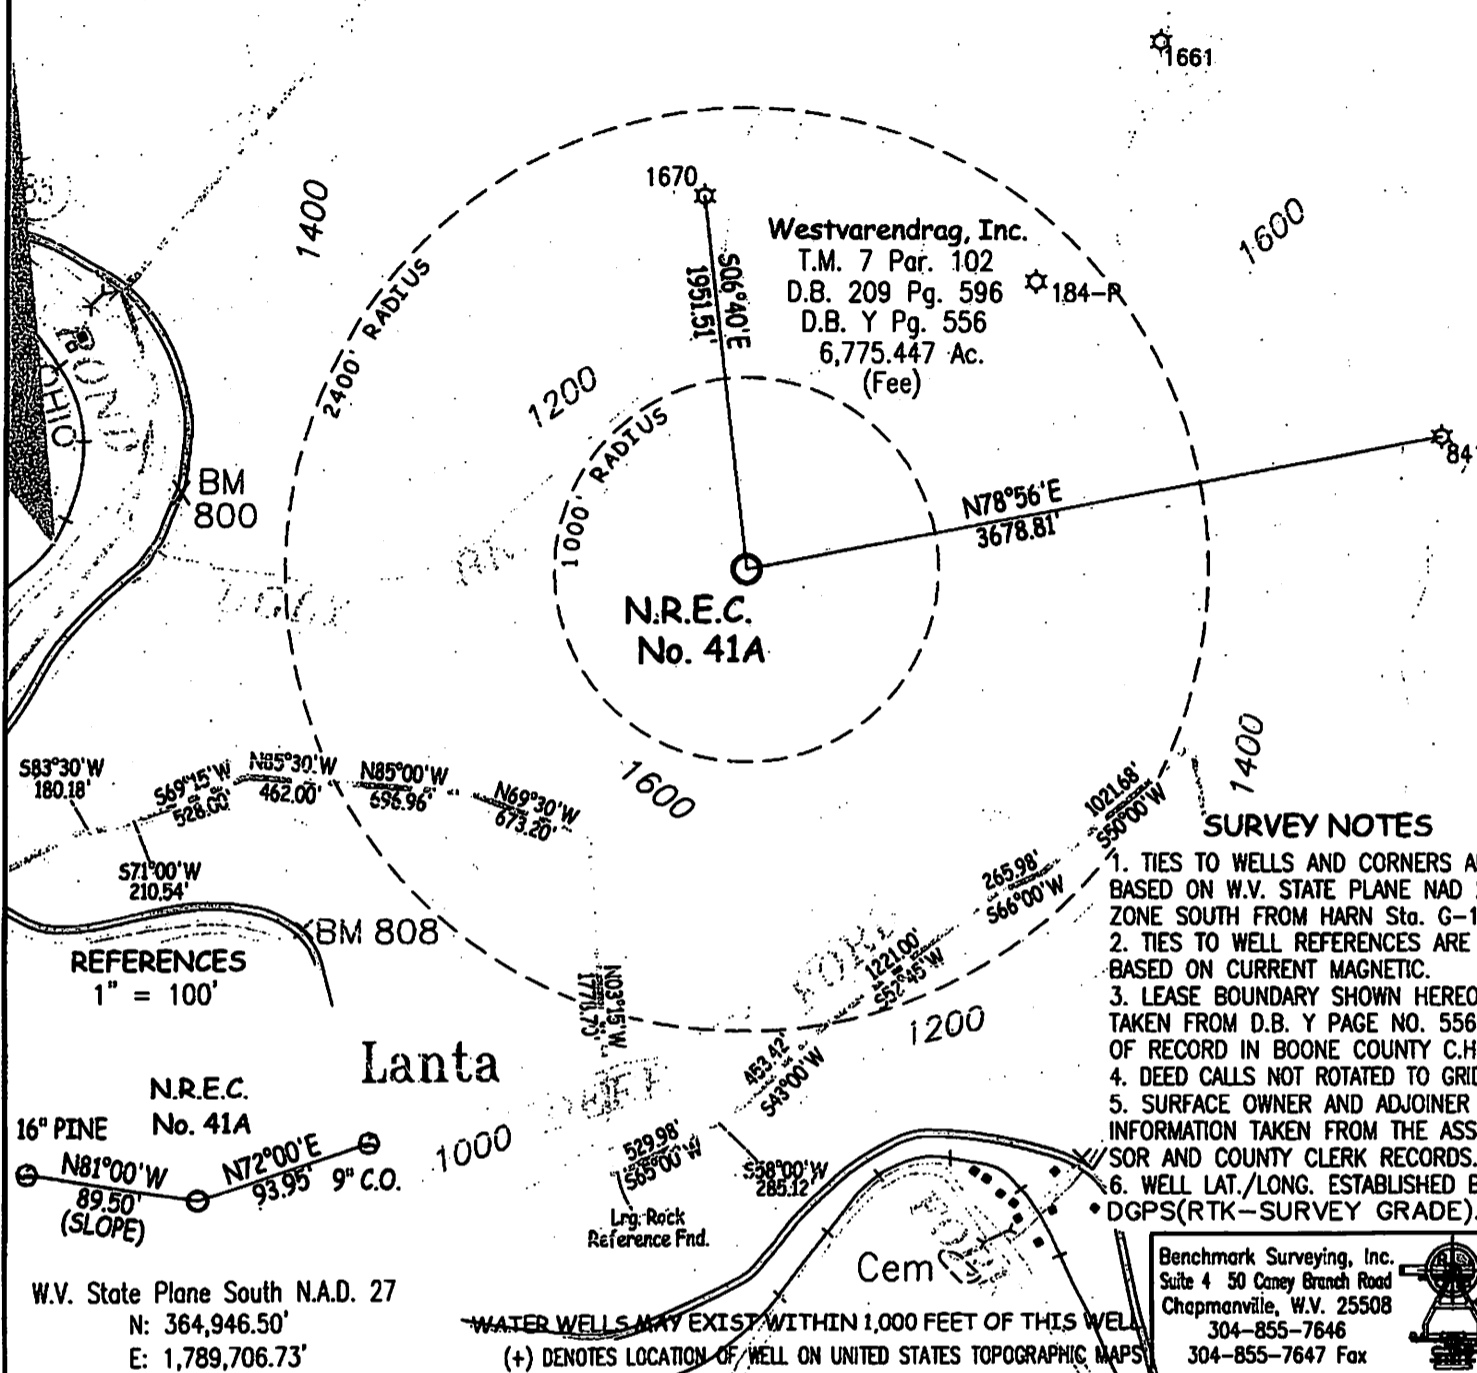 1661
1670
1400
1600
Westvarendrag, Inc.
T.M. 7 Par. 102
D.B. 209 Pg. 596
D.B. Y Pg. 556
6,775.447 Ac.
(Fee)
184-R
S06°40'E
1951.51'
2400' RADIUS
1200
1000' RADIUS
POND
OHIO
BM
800
841
N78°56'E
3678.81'
N.R.E.C.
No. 41A
1600
1400
S83°30'W
180.18'
S69°15'W
528.00'
N85°30'W
462.00'
N85°00'W
696.96'
N69°30'W
673.20'
S71°00'W
210.54'
BM 808
1021.68'
S50°00'W
265.98'
S66°00'W
1221.00'
S52°45'W
FORK
453.42'
S43°00'W
N03°15'W
1200
REFERENCES
1" = 100'
Lanta
N.R.E.C.
No. 41A
16" PINE
N81°00'W
89.50'
(SLOPE)
N72°00'E
93.95'
9" C.O.
1000
529.98'
S65°00'W
S58°00'W
285.12'
Lrg. Rock
Reference Fnd.
Cem
SURVEY NOTES
1. TIES TO WELLS AND CORNERS
BASED ON W.V. STATE PLANE NAD
ZONE SOUTH FROM HARN Sta. G-1
2. TIES TO WELL REFERENCES ARE
BASED ON CURRENT MAGNETIC.
3. LEASE BOUNDARY SHOWN HEREO
TAKEN FROM D.B. Y PAGE NO. 556
OF RECORD IN BOONE COUNTY C.H
4. DEED CALLS NOT ROTATED TO GRID
5. SURFACE OWNER AND ADJOINER
INFORMATION TAKEN FROM THE ASS
SOR AND COUNTY CLERK RECORDS.
6. WELL LAT./LONG. ESTABLISHED B
DGPS(RTK-SURVEY GRADE).
W.V. State Plane South N.A.D. 27
N: 364,946.50'
E: 1,789,706.73'
WATER WELLS MAY EXIST WITHIN 1,000 FEET OF THIS WELL
(+) DENOTES LOCATION OF WELL ON UNITED STATES TOPOGRAPHIC MAPS
Benchmark Surveying, Inc.
Suite 4 50 Caney Branch Road
Chapmanville, W.V. 25508
304-855-7646
304-855-7647 Fax